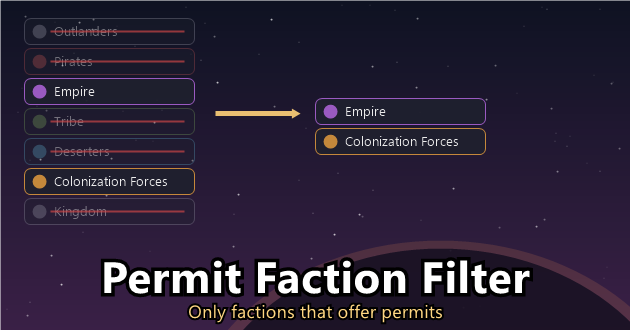 Outlanders
Pirates
Empire
Tribe
Deserters
Colonization Forces
Kingdom
Empire
Colonization Forces
Permit Faction Filter
Only factions that offer permits